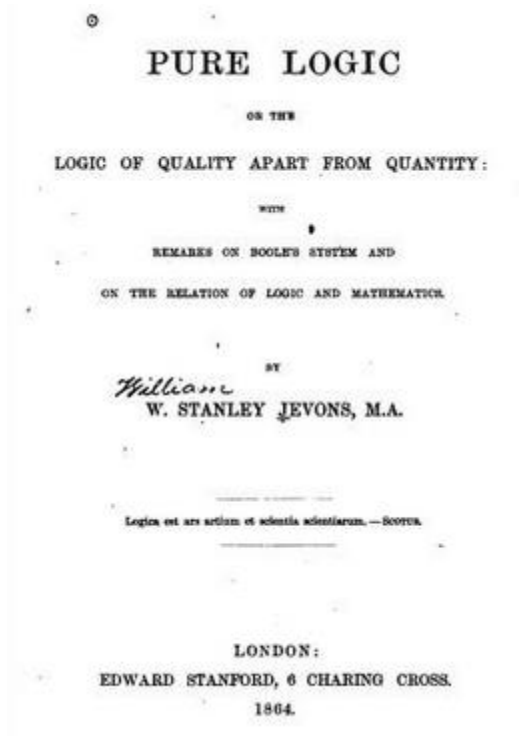 PURE LOGIC
OR THE
LOGIC OF QUALITY APART FROM QUANTITY:
WITH
REMARKS ON BOOLE'S SYSTEM AND
ON THE RELATION OF LOGIC AND MATHEMATICS.
BY
William
W. STANLEY JEVONS, M.A.
Logica est ars artium et scientia scientiarum.—SCOTUS.
LONDON:
EDWARD STANFORD, 6 CHARING CROSS.
1864.